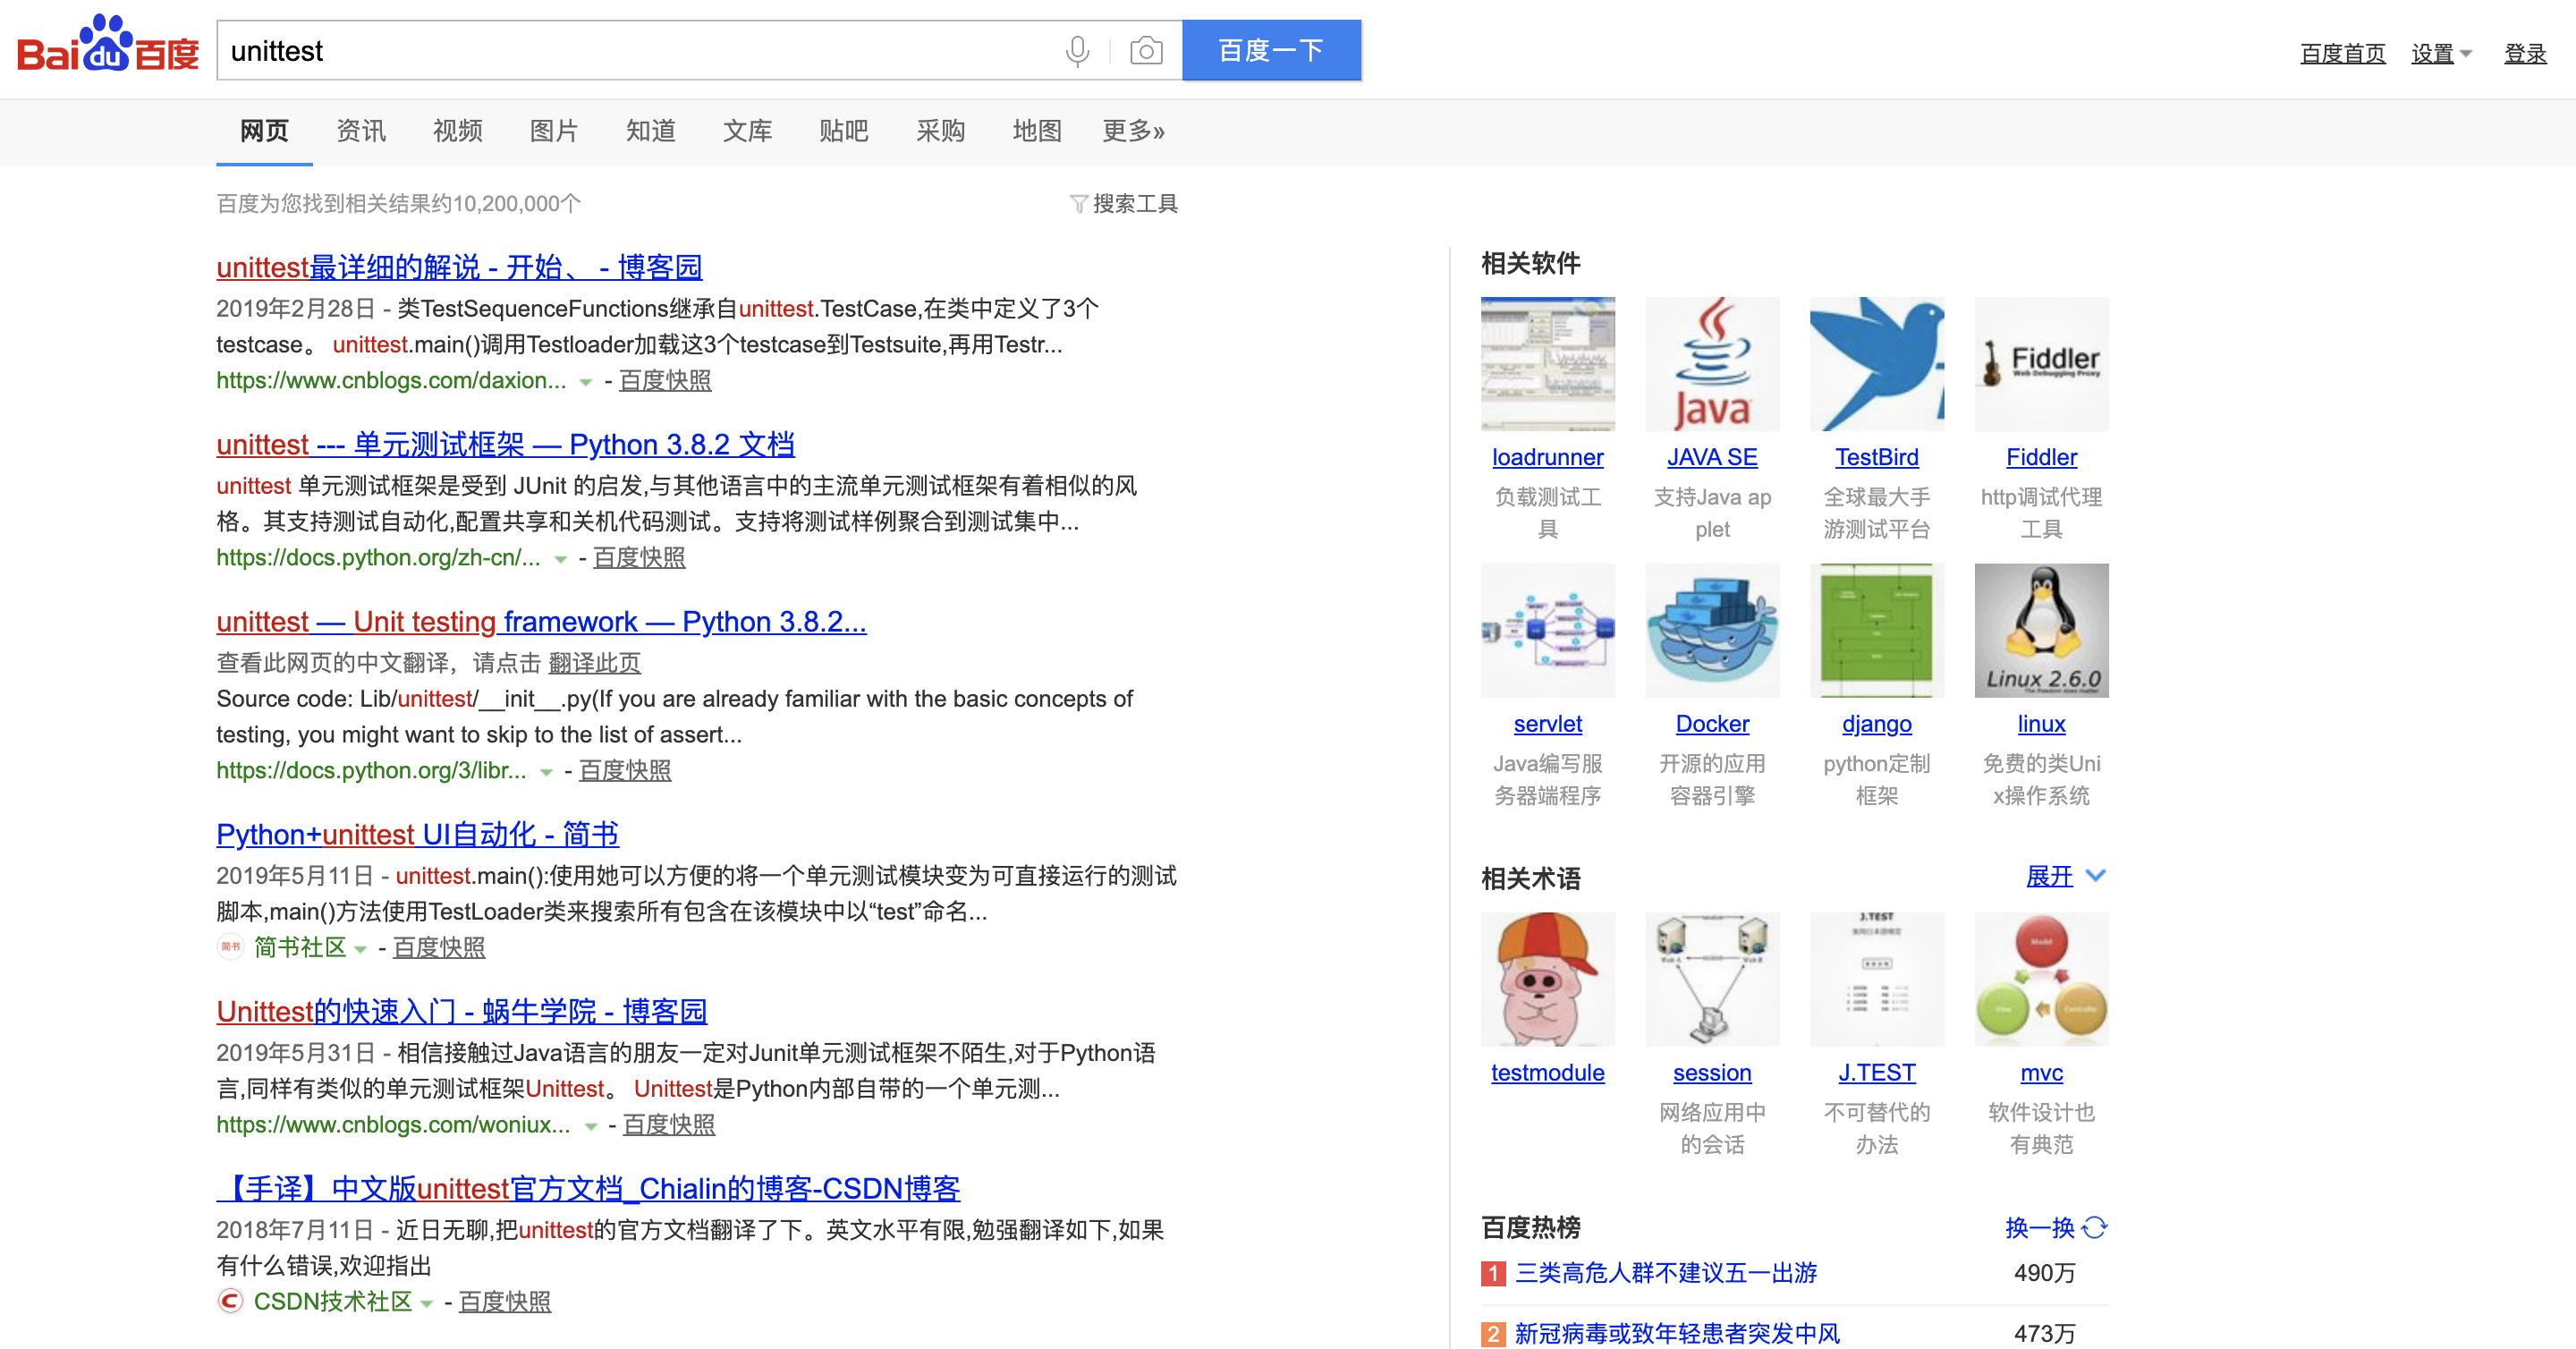 Bai du 百度
unittest
百度一下
百度首页 设置 登录
网页 资讯 视频 图片 知道 文库 贴吧 采购 地图 更多»
百度为您找到相关结果约10,200,000个
搜索工具
unittest最详细的解说 - 开始、 - 博客园
2019年2月28日 - 类TestSequenceFunctions继承自unittest.TestCase,在类中定义了3个
testcase。 unittest.main()调用Testloader加载这3个testcase到Testsuite,再用Testr...
https://www.cnblogs.com/daxion... - 百度快照
unittest --- 单元测试框架 — Python 3.8.2 文档
unittest 单元测试框架是受到 JUnit 的启发,与其他语言中的主流单元测试框架有着相似的风
格。其支持测试自动化,配置共享和关机代码测试。支持将测试样例聚合到测试集中...
https://docs.python.org/zh-cn/... - 百度快照
unittest — Unit testing framework — Python 3.8.2...
查看此网页的中文翻译，请点击 翻译此页
Source code: Lib/unittest/__init__.py(If you are already familiar with the basic concepts of
testing, you might want to skip to the list of assert...
https://docs.python.org/3/libr... - 百度快照
Python+unittest UI自动化 - 简书
2019年5月11日 - unittest.main():使用她可以方便的将一个单元测试模块变为可直接运行的测试
脚本,main()方法使用TestLoader类来搜索所有包含在该模块中以“test”命名...
简书 简书社区 - 百度快照
Unittest的快速入门 - 蜗牛学院 - 博客园
2019年5月31日 - 相信接触过Java语言的朋友一定对Junit单元测试框架不陌生,对于Python语
言,同样有类似的单元测试框架Unittest。 Unittest是Python内部自带的一个单元测...
https://www.cnblogs.com/woniux... - 百度快照
【手译】中文版unittest官方文档_Chialin的博客-CSDN博客
2018年7月11日 - 近日无聊,把unittest的官方文档翻译了下。英文水平有限,勉强翻译如下,如果
有什么错误,欢迎指出
C CSDN技术社区 - 百度快照
相关软件
Java
Fiddler
Web Debugging Proxy
loadrunner JAVA SE TestBird Fiddler
负载测试工 支持Java ap 全球最大手 http调试代理
具 plet 游测试平台 工具
Linux 2.6.0
servlet Docker django linux
Java编写服 开源的应用 python定制 免费的类Uni
务器端程序 容器引擎 框架 x操作系统
相关术语 展开
J.TEST
Model
View Controller
testmodule session J.TEST mvc
网络应用中 不可替代的 软件设计也
的会话 办法 有典范
百度热榜 换一换
1 三类高危人群不建议五一出游 490万
2 新冠病毒或致年轻患者突发中风 473万